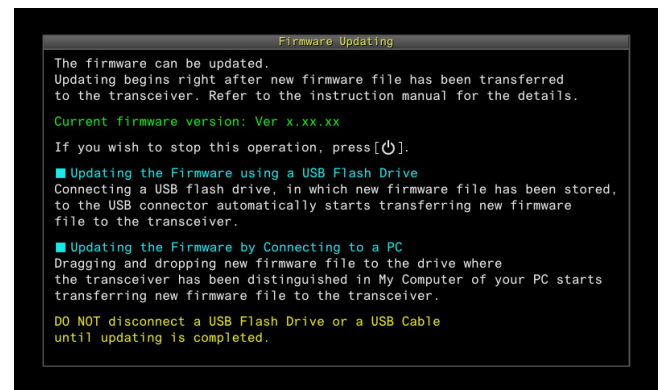 Firmware Updating
The firmware can be updated.
Updating begins right after new firmware file has been transferred
to the transceiver. Refer to the instruction manual for the details.
Current firmware version: Ver x.xx.xx
If you wish to stop this operation, press[⏻].
■ Updating the Firmware using a USB Flash Drive
Connecting a USB flash drive, in which new firmware file has been stored,
to the USB connector automatically starts transferring new firmware
file to the transceiver.
■ Updating the Firmware by Connecting to a PC
Dragging and dropping new firmware file to the drive where
the transceiver has been distinguished in My Computer of your PC starts
transferring new firmware file to the transceiver.
DO NOT disconnect a USB Flash Drive or a USB Cable
until updating is completed.